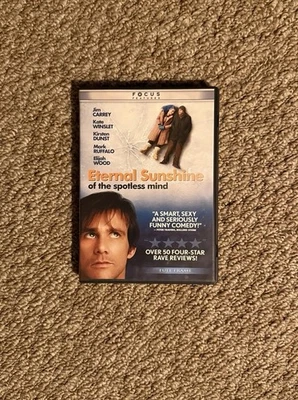 FOCUS
FEATURES
Jim
CARREY
Kate
WINSLET
Kirsten
DUNST
Mark
RUFFALO
Elijah
WOOD
Eternal Sunshine
of the spotless mind
"A SMART, SEXY
AND SERIOUSLY
FUNNY COMEDY!"
OVER 50 FOUR-STAR
RAVE REVIEWS!